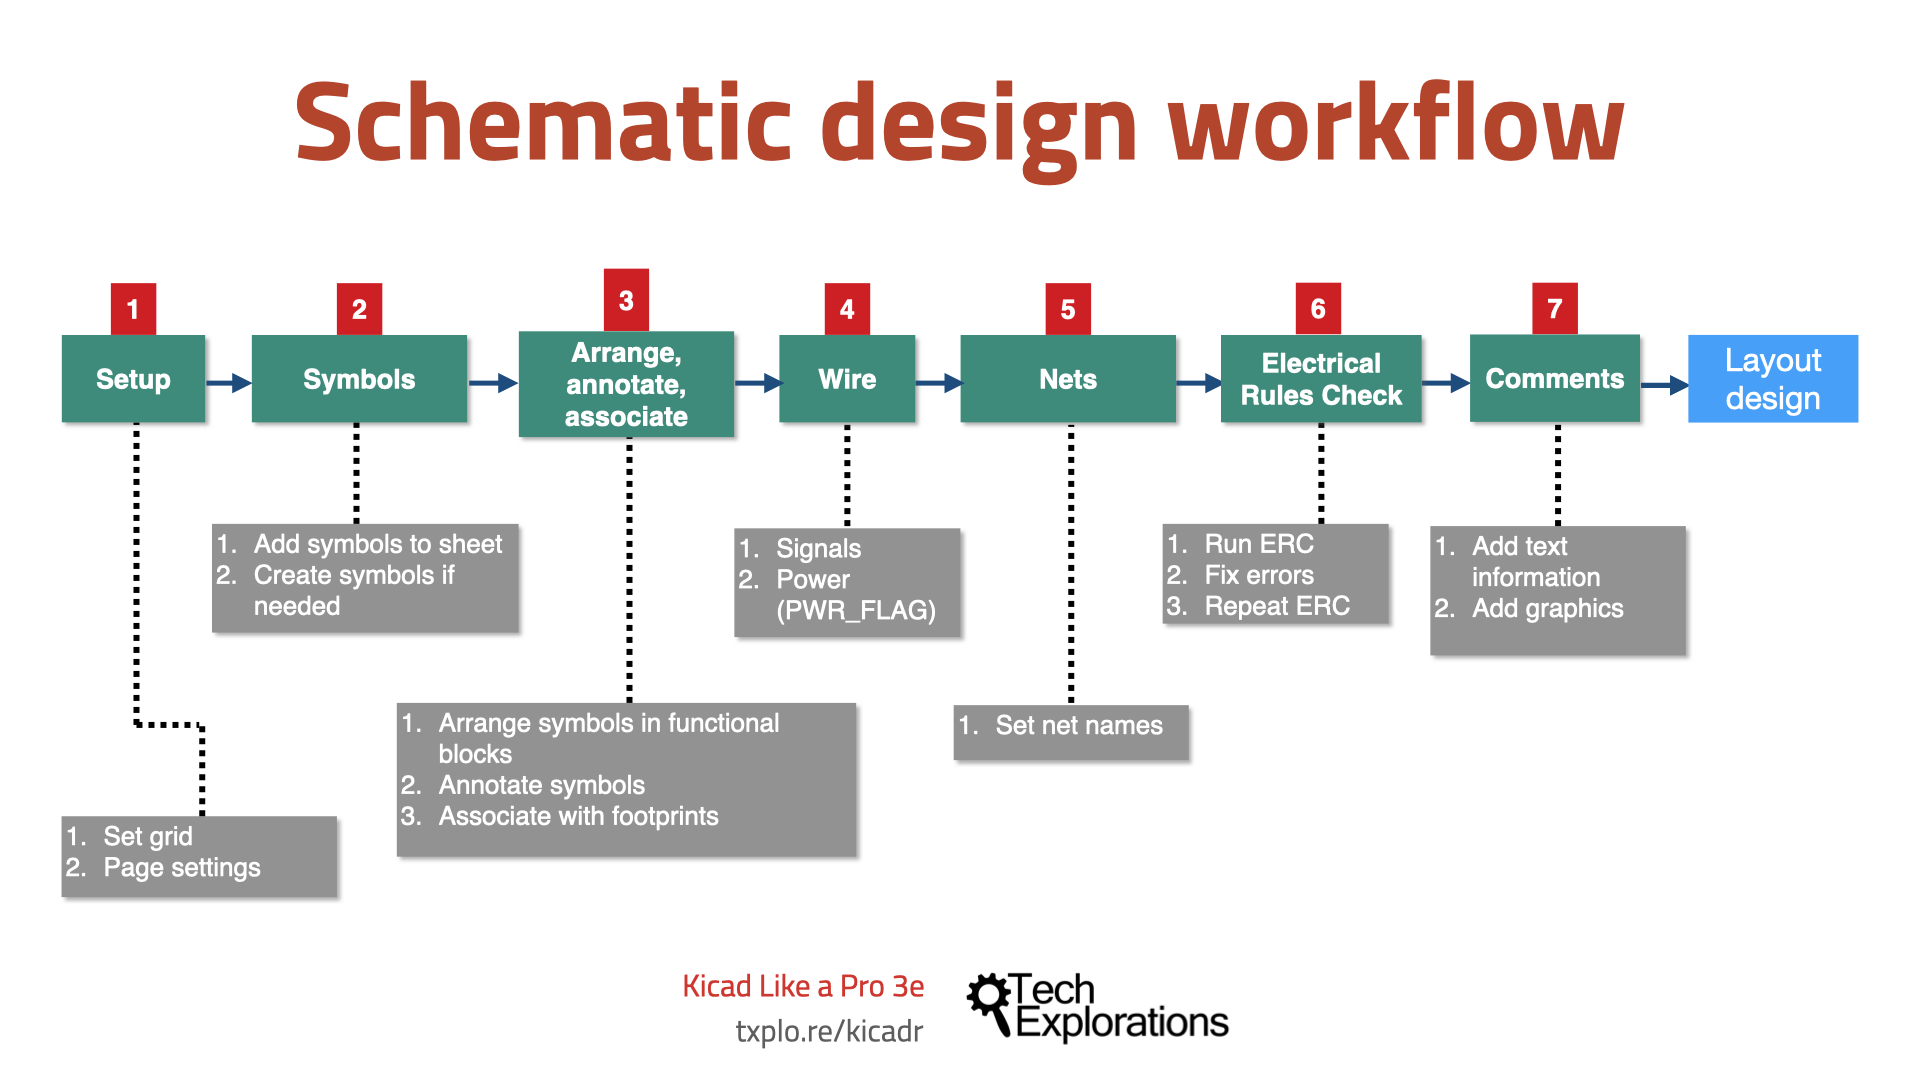 Schematic design workflow
1
2
3
4
5
6
7
Setup
Symbols
Arrange,
annotate,
associate
Wire
Nets
Electrical
Rules Check
Comments
Layout
design
1. Add symbols to sheet
2. Create symbols if
needed
1. Signals
2. Power
(PWR_FLAG)
1. Run ERC
2. Fix errors
3. Repeat ERC
1. Add text
information
2. Add graphics
1. Arrange symbols in functional
blocks
2. Annotate symbols
3. Associate with footprints
1. Set net names
1. Set grid
2. Page settings
Kicad Like a Pro 3e
txplo.re/kicadr
Tech
Explorations